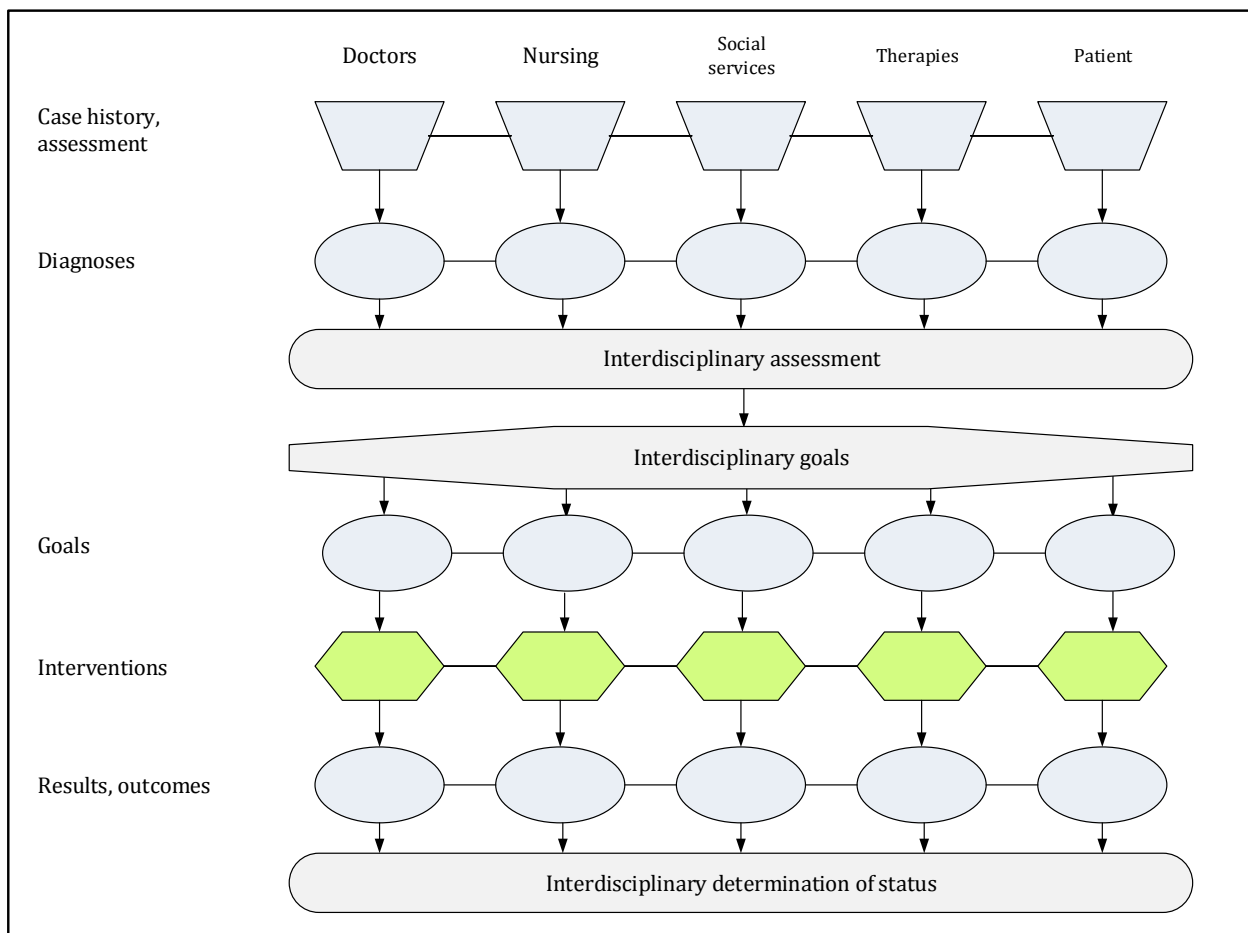 Doctors
Nursing
Social
services
Therapies
Patient
Case history,
assessment
Diagnoses
Interdisciplinary assessment
Interdisciplinary goals
Goals
Interventions
Results, outcomes
Interdisciplinary determination of status